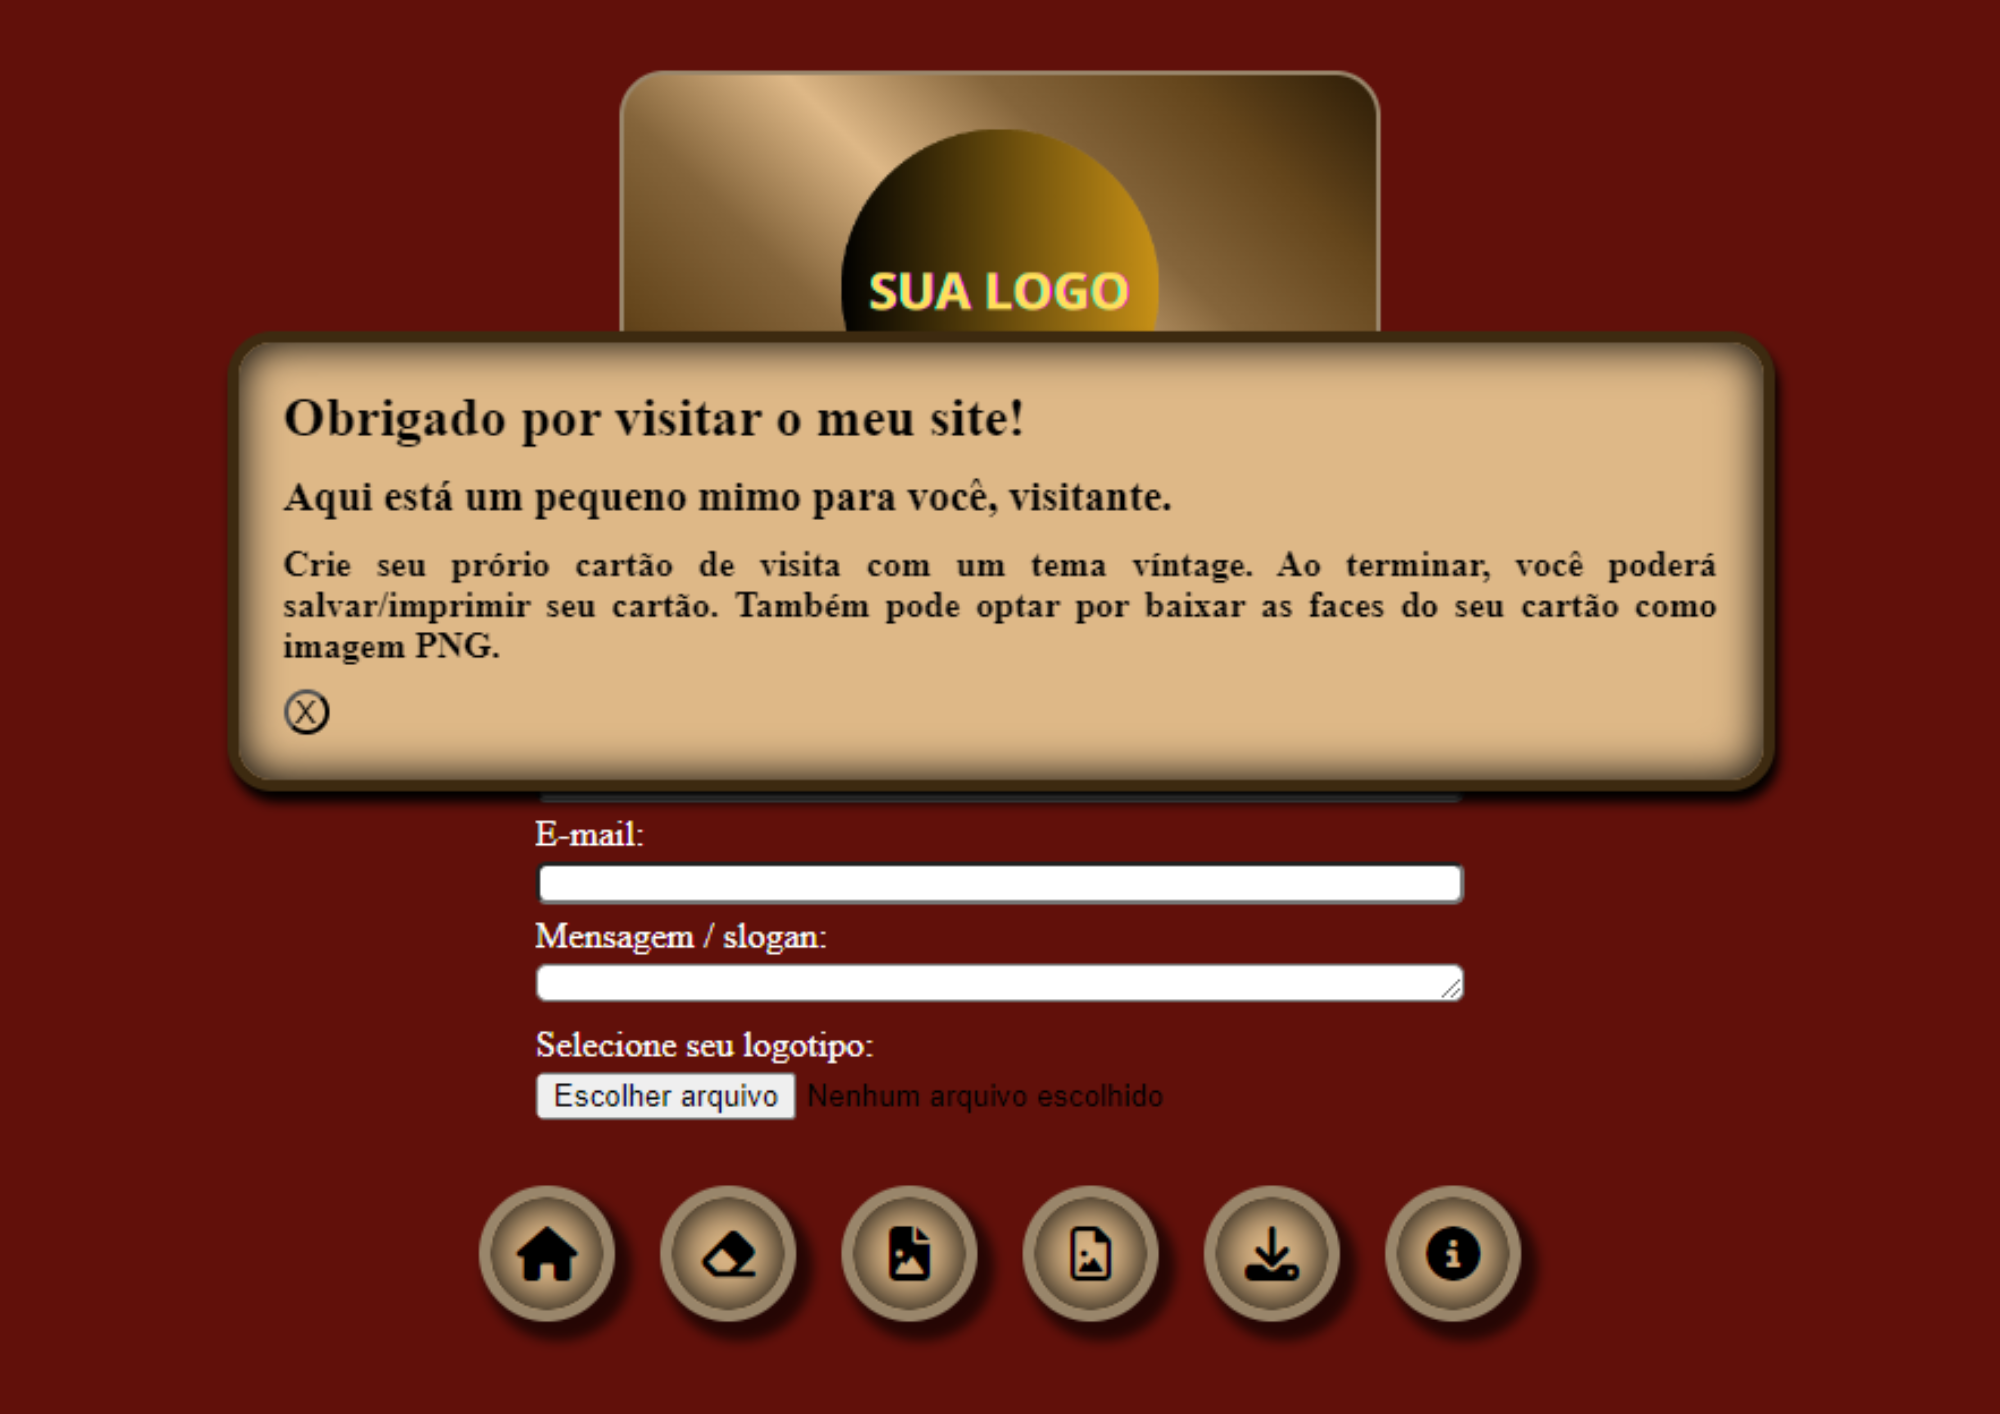 SUA LOGO
Obrigado por visitar o meu site!
Aqui está um pequeno mimo para você, visitante.
Crie seu prório cartão de visita com um tema víntage. Ao terminar, você poderá
salvar/imprimir seu cartão. Também pode optar por baixar as faces do seu cartão como
imagem PNG.
X
E-mail:
Mensagem / slogan:
Selecione seu logotipo:
Escolher arquivo Nenhum arquivo escolhido